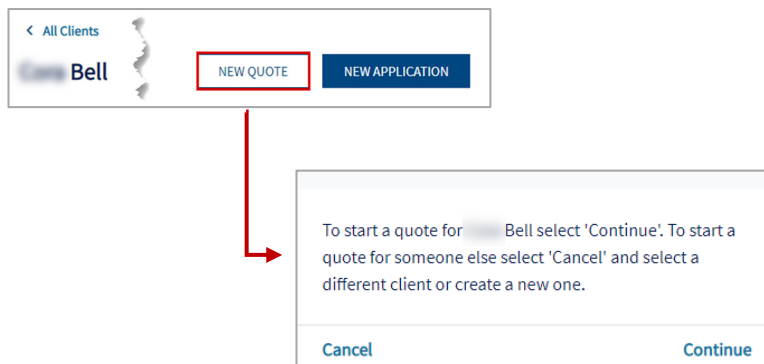 All Clients
Bell
NEW QUOTE
NEW APPLICATION
To start a quote for Bell select 'Continue'. To start a
quote for someone else select 'Cancel' and select a
different client or create a new one.
Cancel
Continue